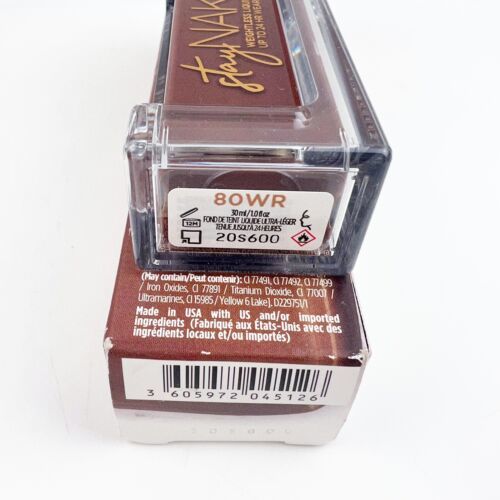 stay NAK
WEIGHTLESS LIQUI
UP TO 24 HR WEAR
80WR
30 ml/1.0 fl oz
FOND DE TEINT LIQUIDE ULTRA-LÉGER
TENUE JUSQU'À 24 HEURES
12M
20S600
(May contain/Peut contenir): CI 77491, CI 77492, CI 77499
/ Iron Oxides, CI 77891 / Titanium Dioxide, CI 77007 /
Ultramarines, CI 15985 / Yellow 6 Lake]. D229751/1
Made in USA with US and/or imported
ingredients (Fabriqué aux États-Unis avec des
ingrédients locaux et/ou importés)
3 605972 045126